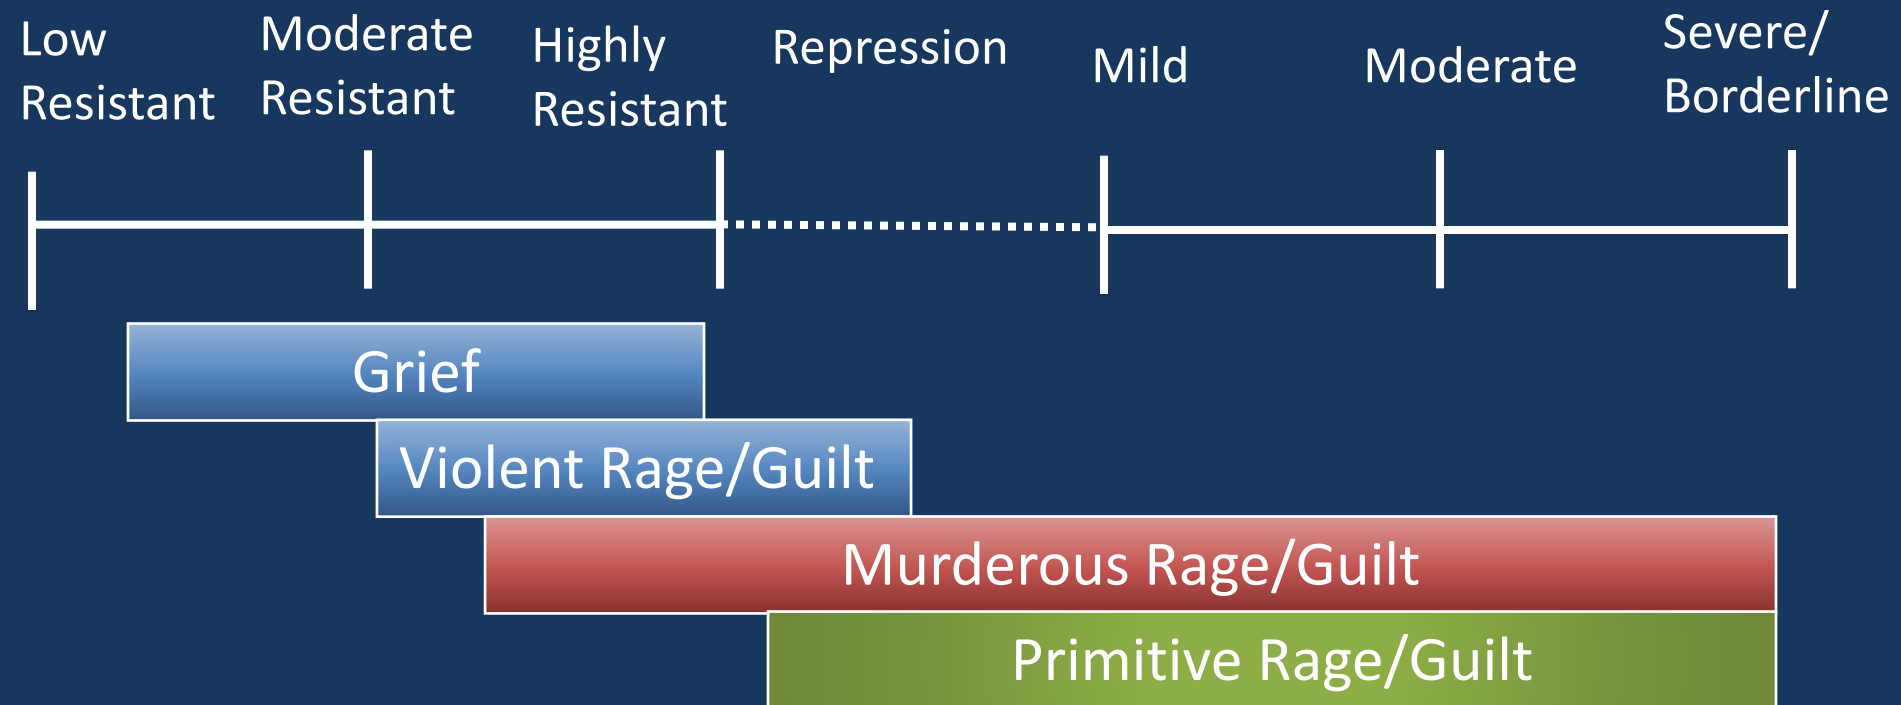 Low
Resistant
Moderate
Resistant
Highly
Resistant
Repression
Mild
Moderate
Severe/
Borderline
Grief
Violent Rage/Guilt
Murderous Rage/Guilt
Primitive Rage/Guilt